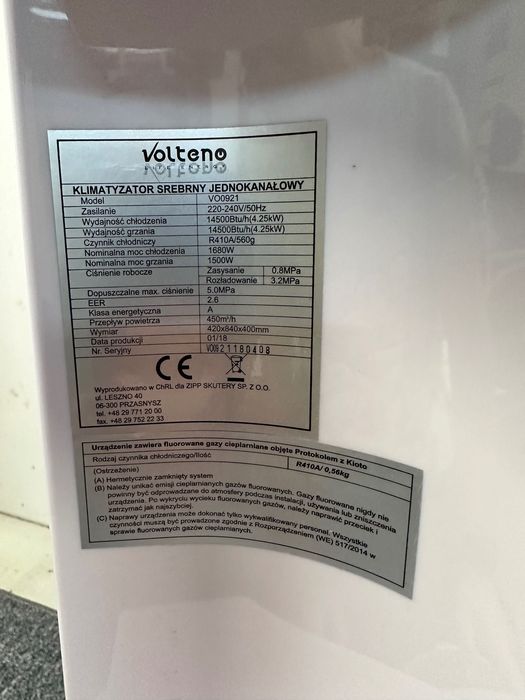 Volteno
KLIMATYZATOR SREBRNY JEDNOKANAŁOWY
Model VO0921
Zasilanie 220-240V/50Hz
Wydajność chłodzenia 14500Btu/h(4.25kW)
Wydajność grzania 14500Btu/h(4.25kW)
Czynnik chłodniczy R410A/560g
Nominalna moc chłodzenia 1680W
Nominalna moc grzania 1500W
Ciśnienie robocze Zasysanie 0.8MPa
Rozładowanie 3.2MPa
Dopuszczalne max. ciśnienie 5.0MPa
EER 2.6
Klasa energetyczna A
Przepływ powietrza 450m³/h
Wymiar 420x840x400mm
Data produkcji 01/18
Nr. Seryjny 21180408
CE
Wyprodukowano w ChRL dla ZIPP SKUTERY SP. Z O.O.
ul. LESZNO 40
06-300 PRZASNYSZ
tel. +48 29 771 20 00
fax. +48 29 752 22 33
Urządzenie zawiera fluorowane gazy cieplarniane objęte Protokołem z Kioto
Rodzaj czynnika chłodniczego/Ilość R410A/ 0,56kg
(Ostrzeżenie)
(A) Hermetycznie zamknięty system
(B) Należy unikać emisji cieplarnianych gazów fluorowanych. Gazy fluorowane nigdy nie
powinny być odprowadzane do atmosfery podczas instalacji, używania lub zniszczenia
urządzenia. Po wykryciu wycieku fluorowanych gazów, należy naprawić przeciek i
zatrzymać jak najszybciej.
(C) Naprawy urządzenia może dokonać tylko wykwalifikowany personel. Wszystkie
czynności muszą być prowadzone zgodnie z Rozporządzeniem (WE) 517/2014 w
sprawie fluorowanych gazów cieplarnianych.